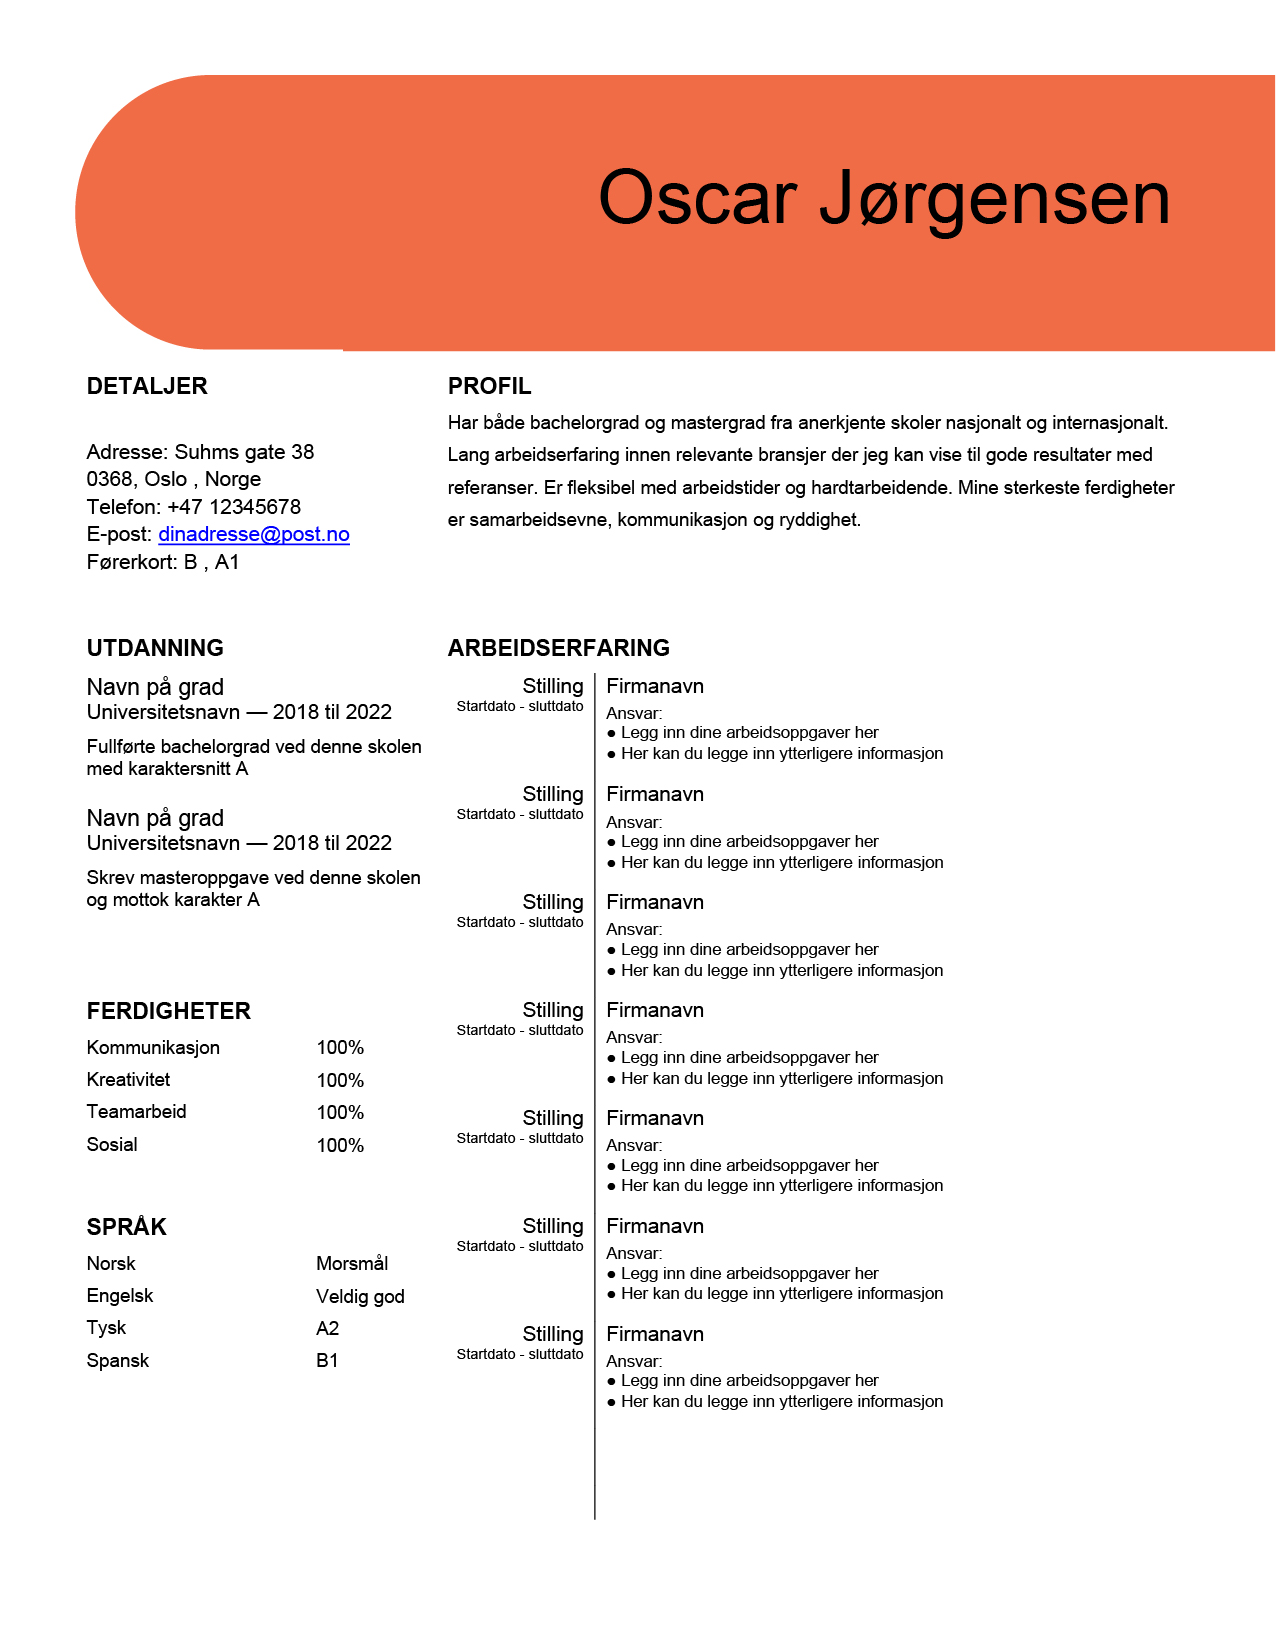 Oscar Jørgensen
DETALJER
Adresse: Suhms gate 38
0368, Oslo , Norge
Telefon: +47 12345678
E-post: dinadresse@post.no
Førerkort: B , A1
PROFIL
Har både bachelorgrad og mastergrad fra anerkjente skoler nasjonalt og internasjonalt.
Lang arbeidserfaring innen relevante bransjer der jeg kan vise til gode resultater med
referanser. Er fleksibel med arbeidstider og hardtarbeidende. Mine sterkeste ferdigheter
er samarbeidsevne, kommunikasjon og ryddighet.
UTDANNING
Navn på grad
Universitetsnavn — 2018 til 2022
Fullførte bachelorgrad ved denne skolen
med karaktersnitt A
Navn på grad
Universitetsnavn — 2018 til 2022
Skrev masteroppgave ved denne skolen
og mottok karakter A
FERDIGHETER
Kommunikasjon 100%
Kreativitet 100%
Teamarbeid 100%
Sosial 100%
SPRÅK
Norsk Morsmål
Engelsk Veldig god
Tysk A2
Spansk B1
ARBEIDSERFARING
Stilling Firmanavn
Startdato - sluttdato
Ansvar:
● Legg inn dine arbeidsoppgaver her
● Her kan du legge inn ytterligere informasjon
Stilling Firmanavn
Startdato - sluttdato
Ansvar:
● Legg inn dine arbeidsoppgaver her
● Her kan du legge inn ytterligere informasjon
Stilling Firmanavn
Startdato - sluttdato
Ansvar:
● Legg inn dine arbeidsoppgaver her
● Her kan du legge inn ytterligere informasjon
Stilling Firmanavn
Startdato - sluttdato
Ansvar:
● Legg inn dine arbeidsoppgaver her
● Her kan du legge inn ytterligere informasjon
Stilling Firmanavn
Startdato - sluttdato
Ansvar:
● Legg inn dine arbeidsoppgaver her
● Her kan du legge inn ytterligere informasjon
Stilling Firmanavn
Startdato - sluttdato
Ansvar:
● Legg inn dine arbeidsoppgaver her
● Her kan du legge inn ytterligere informasjon
Stilling Firmanavn
Startdato - sluttdato
Ansvar:
● Legg inn dine arbeidsoppgaver her
● Her kan du legge inn ytterligere informasjon